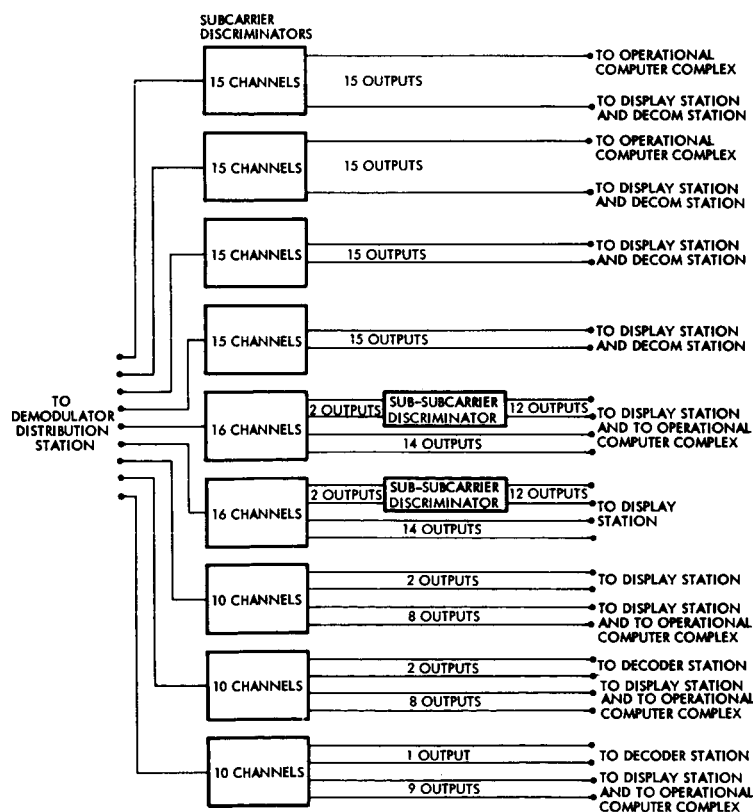 SUBCARRIER
DISCRIMINATORS
15 CHANNELS
15 OUTPUTS
TO OPERATIONAL
COMPUTER COMPLEX
TO DISPLAY STATION
AND DECOM STATION
15 CHANNELS
15 OUTPUTS
TO OPERATIONAL
COMPUTER COMPLEX
TO DISPLAY STATION
AND DECOM STATION
15 CHANNELS
15 OUTPUTS
TO DISPLAY STATION
AND DECOM STATION
15 CHANNELS
15 OUTPUTS
TO DISPLAY STATION
AND DECOM STATION
TO
DEMODULATOR
DISTRIBUTION
STATION
16 CHANNELS
2 OUTPUTS
SUB-SUBCARRIER
DISCRIMINATOR
12 OUTPUTS
14 OUTPUTS
TO DISPLAY STATION
AND TO OPERATIONAL
COMPUTER COMPLEX
16 CHANNELS
2 OUTPUTS
SUB-SUBCARRIER
DISCRIMINATOR
12 OUTPUTS
14 OUTPUTS
TO DISPLAY
STATION
10 CHANNELS
2 OUTPUTS
TO DISPLAY STATION
8 OUTPUTS
TO DISPLAY STATION
AND TO OPERATIONAL
COMPUTER COMPLEX
10 CHANNELS
2 OUTPUTS
TO DECODER STATION
8 OUTPUTS
TO DISPLAY STATION
AND TO OPERATIONAL
COMPUTER COMPLEX
10 CHANNELS
1 OUTPUT
TO DECODER STATION
9 OUTPUTS
TO DISPLAY STATION
AND TO OPERATIONAL
COMPUTER COMPLEX